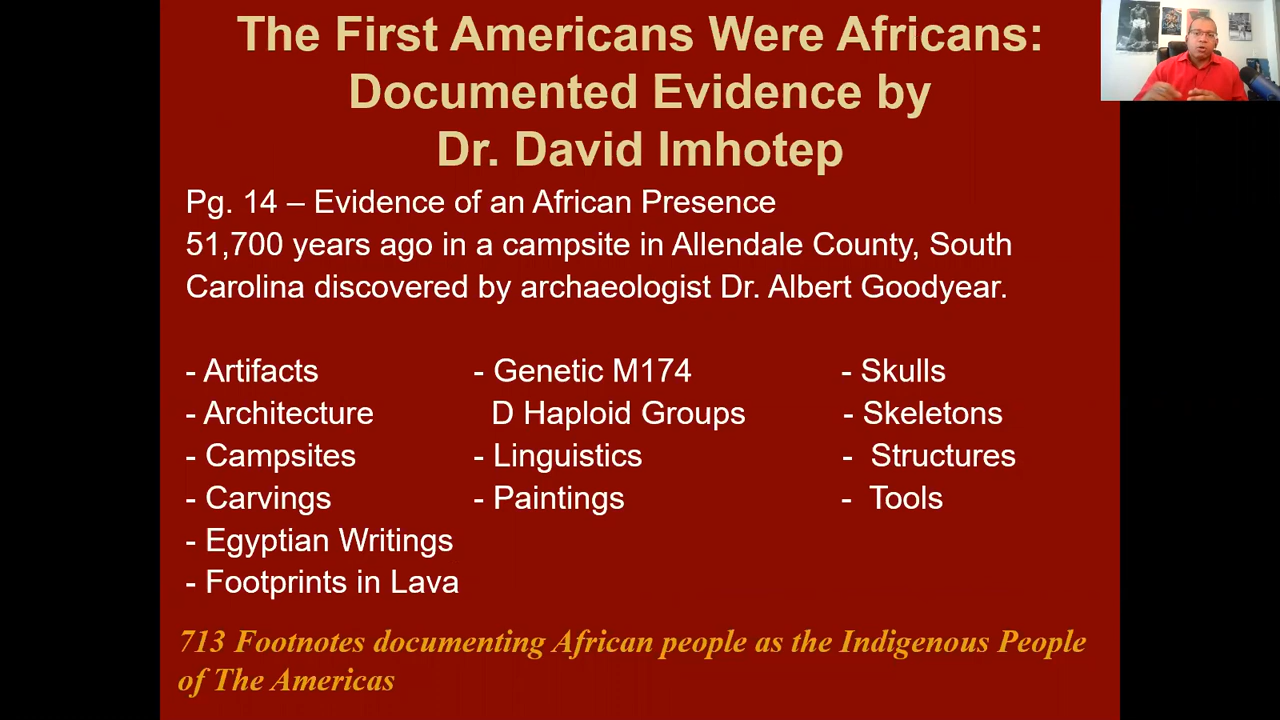 The First Americans Were Africans:
Documented Evidence by
Dr. David Imhotep
Pg. 14 – Evidence of an African Presence
51,700 years ago in a campsite in Allendale County, South
Carolina discovered by archaeologist Dr. Albert Goodyear.
- Artifacts - Genetic M174 - Skulls
- Architecture D Haploid Groups - Skeletons
- Campsites - Linguistics - Structures
- Carvings - Paintings - Tools
- Egyptian Writings
- Footprints in Lava
713 Footnotes documenting African people as the Indigenous People
of The Americas